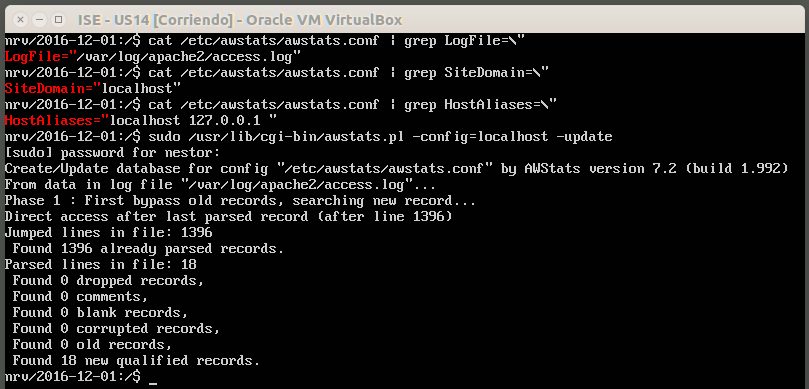 ISE - US14 [Corriendo] - Oracle VM VirtualBox
nrv/2016-12-01:/$ cat /etc/awstats/awstats.conf | grep LogFile=\"
LogFile="/var/log/apache2/access.log"
nrv/2016-12-01:/$ cat /etc/awstats/awstats.conf | grep SiteDomain=\"
SiteDomain="localhost"
nrv/2016-12-01:/$ cat /etc/awstats/awstats.conf | grep HostAliases=\"
HostAliases="localhost 127.0.0.1 "
nrv/2016-12-01:/$ sudo /usr/lib/cgi-bin/awstats.pl -config=localhost -update
[sudo] password for nestor:
Create/Update database for config "/etc/awstats/awstats.conf" by AWStats version 7.2 (build 1.992)
From data in log file "/var/log/apache2/access.log"...
Phase 1 : First bypass old records, searching new record...
Direct access after last parsed record (after line 1396)
Jumped lines in file: 1396
 Found 1396 already parsed records.
Parsed lines in file: 18
 Found 0 dropped records,
 Found 0 comments,
 Found 0 blank records,
 Found 0 corrupted records,
 Found 0 old records,
 Found 18 new qualified records.
nrv/2016-12-01:/$ _